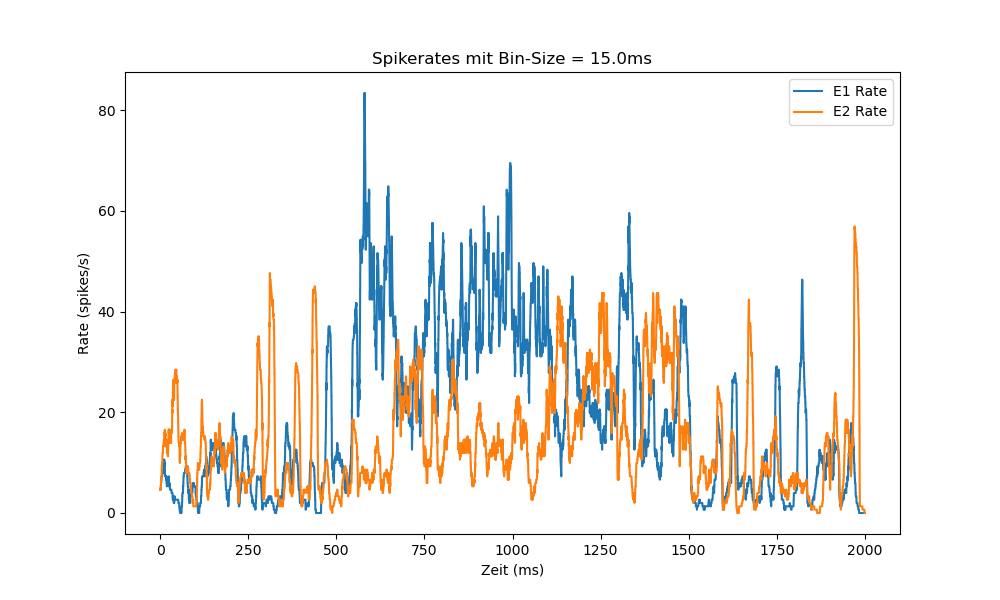 Spikerates mit Bin-Size = 15.0ms
E1 Rate
E2 Rate
80
60
40
20
0
Rate (spikes/s)
0 250 500 750 1000 1250 1500 1750 2000
Zeit (ms)